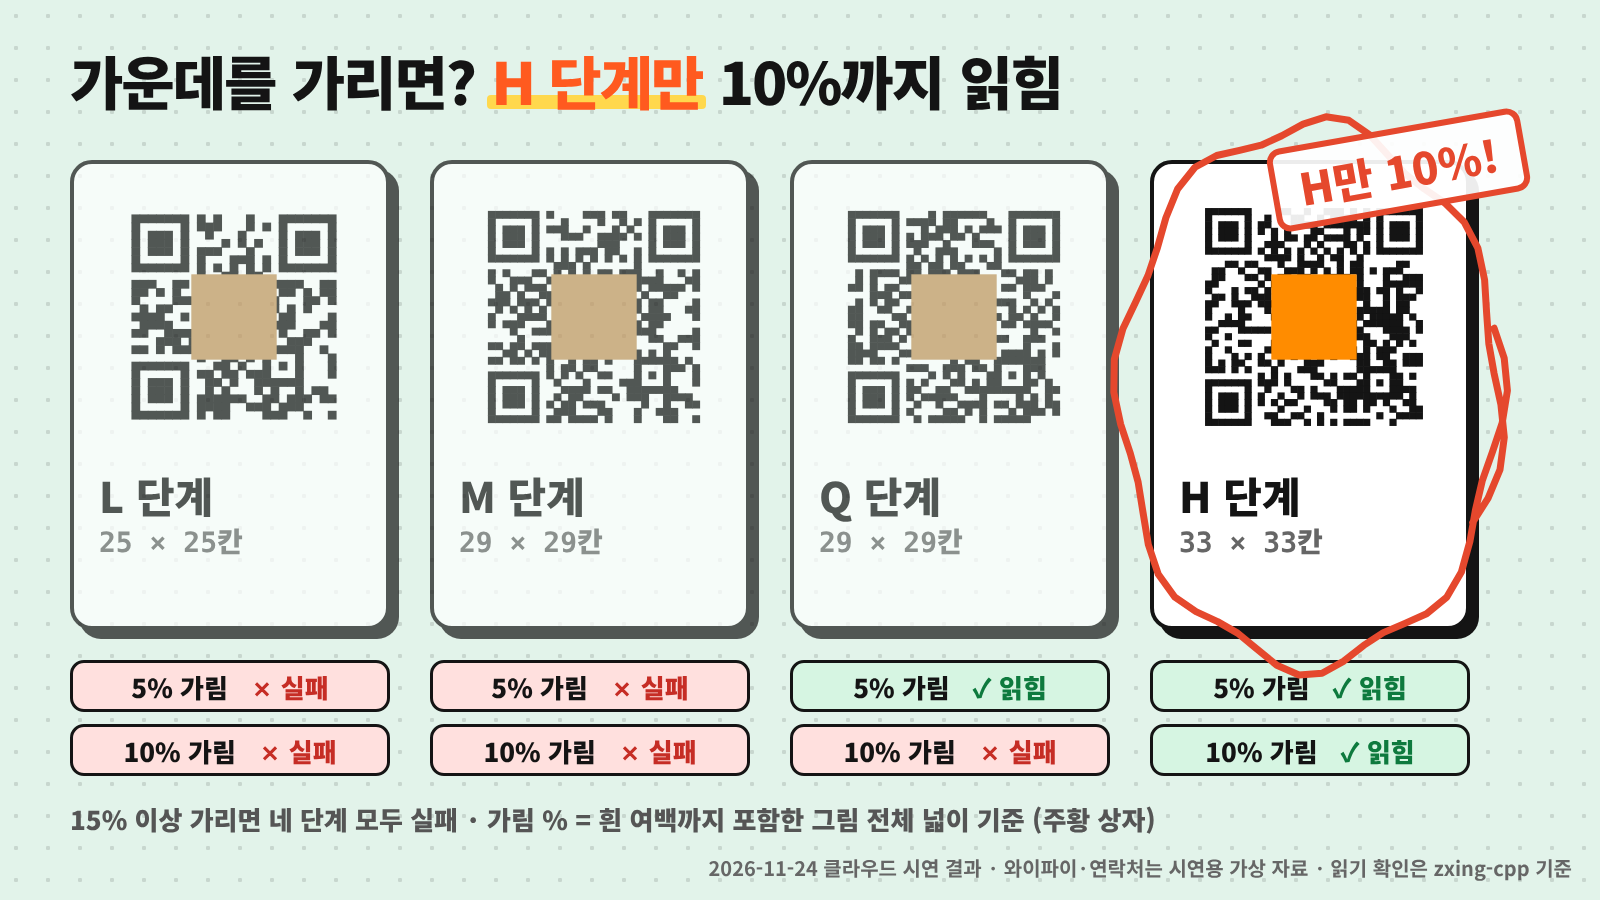 가운데를 가리면? H 단계만 10%까지 읽힘
H만 10%!
L 단계
25 × 25칸
M 단계
29 × 29칸
Q 단계
29 × 29칸
H 단계
33 × 33칸
5% 가림 × 실패
5% 가림 × 실패
5% 가림 ✓ 읽힘
5% 가림 ✓ 읽힘
10% 가림 × 실패
10% 가림 × 실패
10% 가림 × 실패
10% 가림 ✓ 읽힘
15% 이상 가리면 네 단계 모두 실패 · 가림 % = 흰 여백까지 포함한 그림 전체 넓이 기준 (주황 상자)
2026-11-24 클라우드 시연 결과 · 와이파이·연락처는 시연용 가상 자료 · 읽기 확인은 zxing-cpp 기준